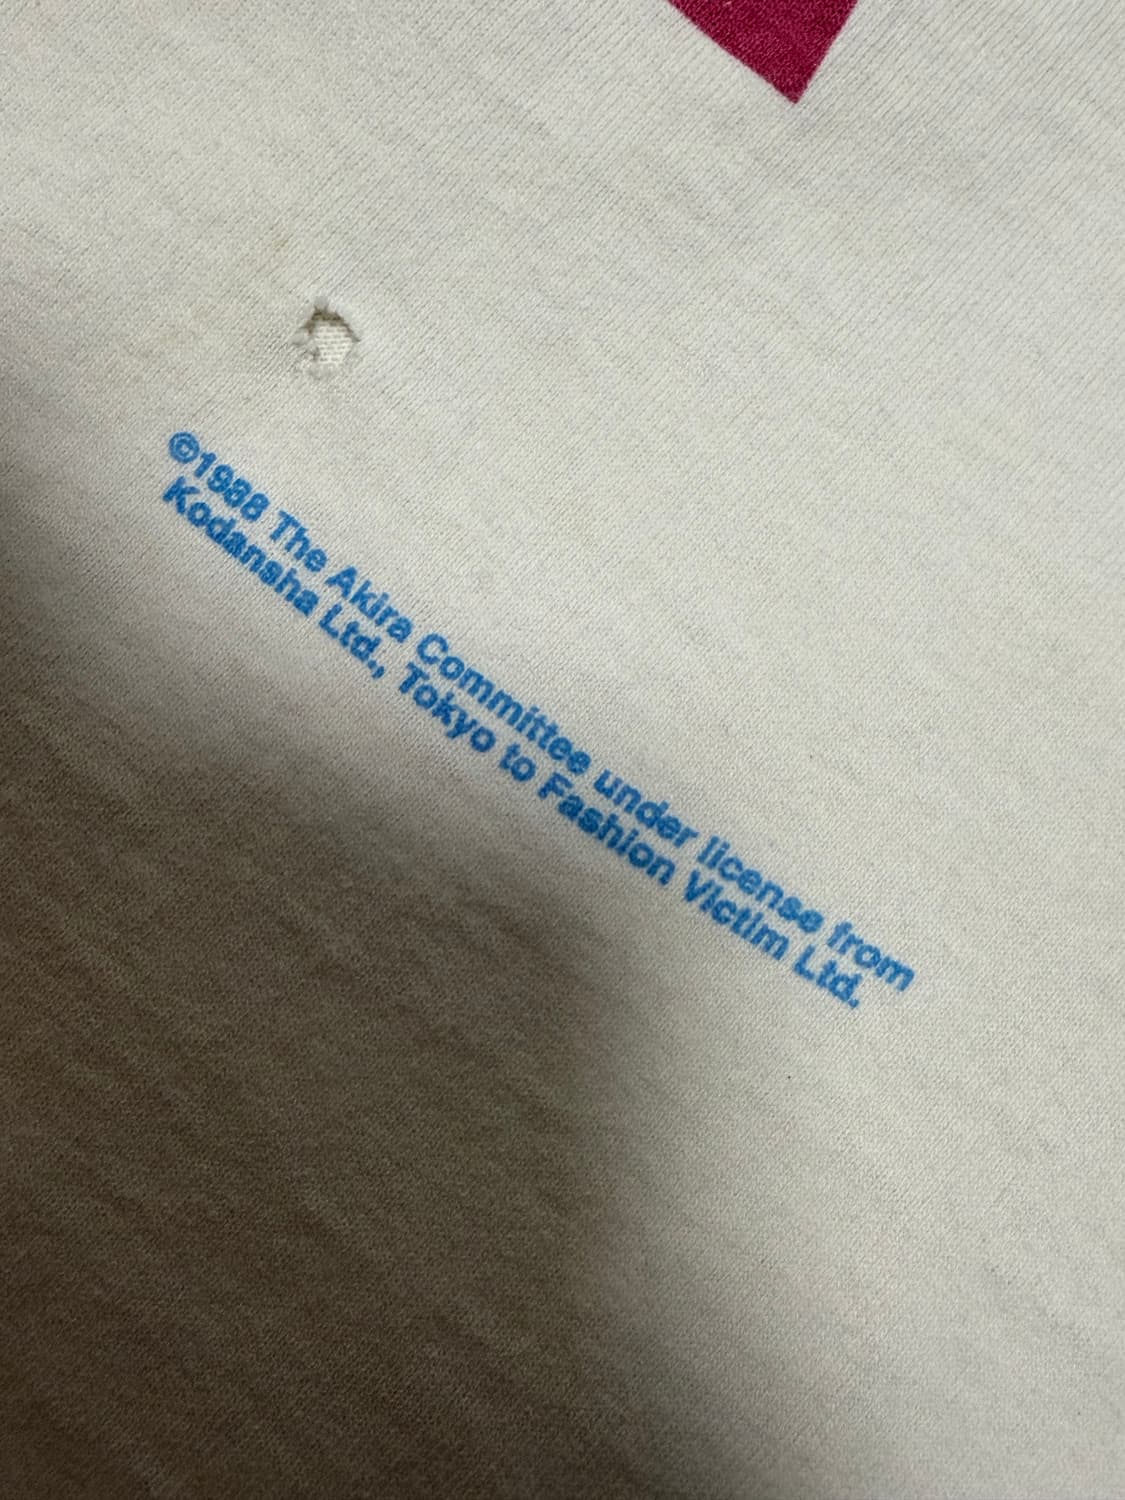 ©1988 The Akira Committee under license from
Kodansha Ltd., Tokyo to Fashion Victim Ltd.